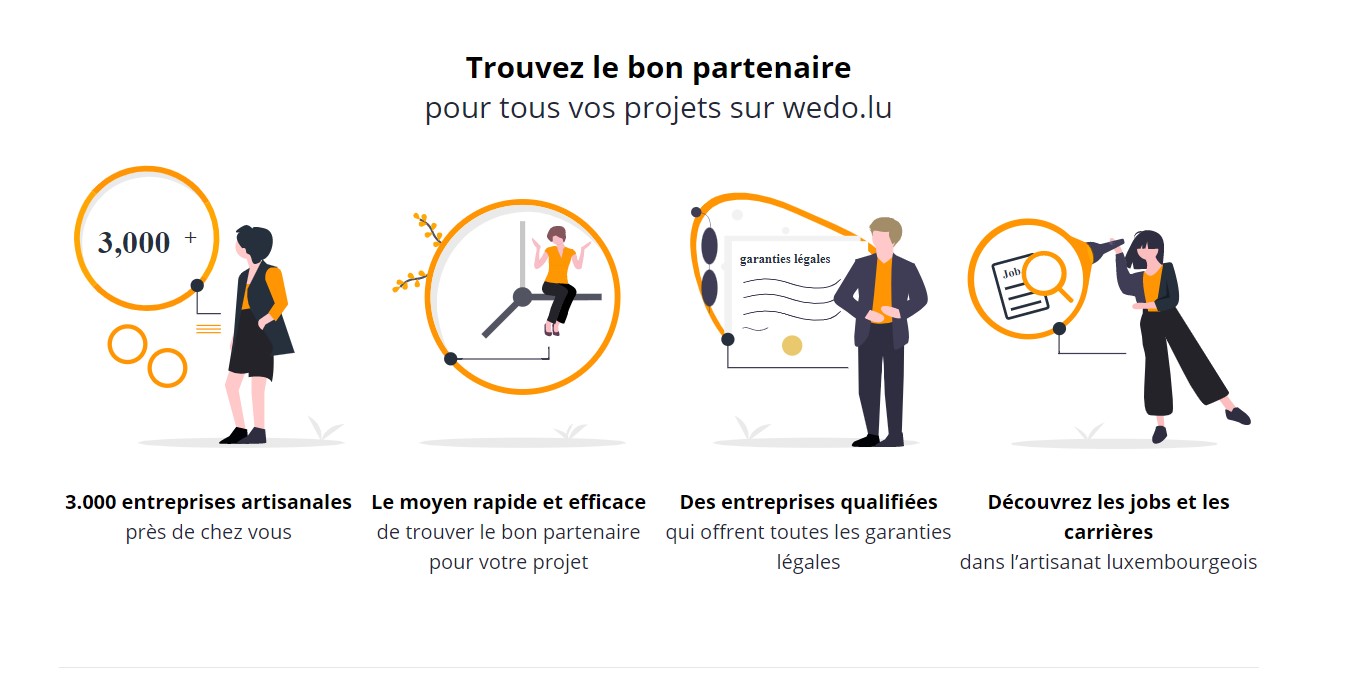 Trouvez le bon partenaire
pour tous vos projets sur wedo.lu
3,000 +
garanties légales
Job
3.000 entreprises artisanales
près de chez vous
Le moyen rapide et efficace
de trouver le bon partenaire
pour votre projet
Des entreprises qualifiées
qui offrent toutes les garanties
légales
Découvrez les jobs et les
carrières
dans l’artisanat luxembourgeois